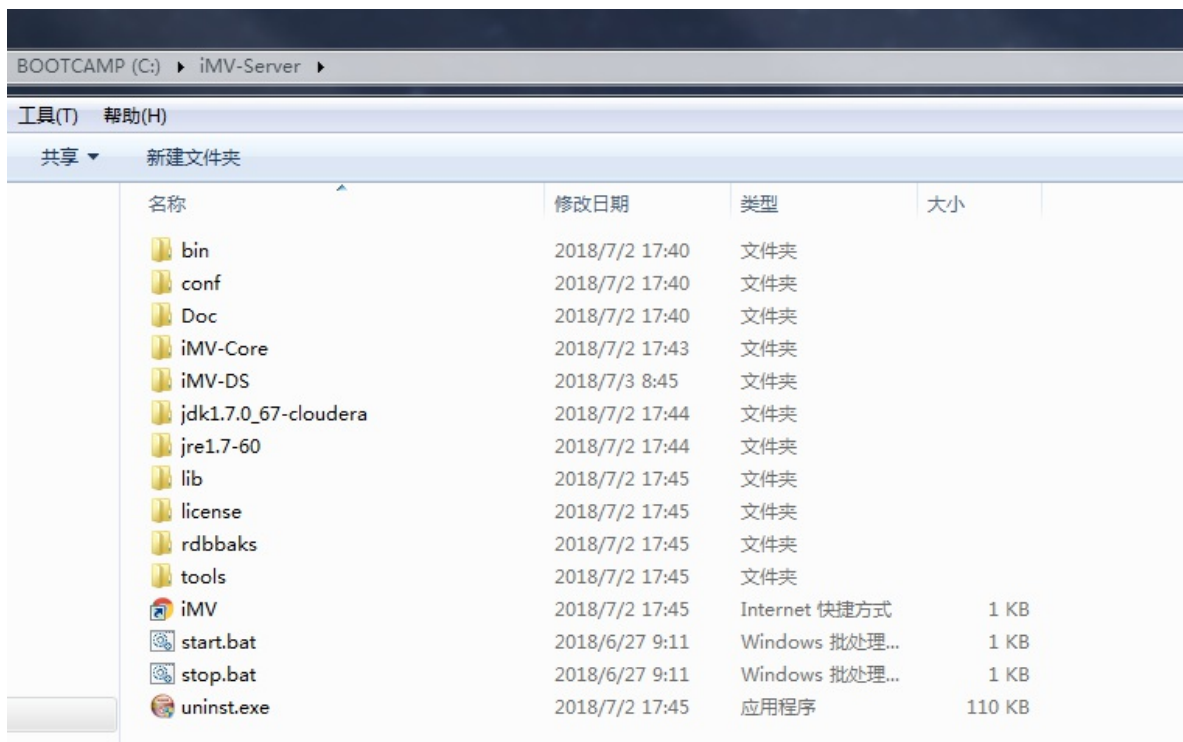 BOOTCAMP (C:) ▸ iMV-Server ▸
工具(T) 帮助(H)
共享 ▼ 新建文件夹
名称 修改日期 类型 大小
bin 2018/7/2 17:40 文件夹
conf 2018/7/2 17:40 文件夹
Doc 2018/7/2 17:40 文件夹
iMV-Core 2018/7/2 17:43 文件夹
iMV-DS 2018/7/3 8:45 文件夹
jdk1.7.0_67-cloudera 2018/7/2 17:44 文件夹
jre1.7-60 2018/7/2 17:44 文件夹
lib 2018/7/2 17:45 文件夹
license 2018/7/2 17:45 文件夹
rdbbaks 2018/7/2 17:45 文件夹
tools 2018/7/2 17:45 文件夹
iMV 2018/7/2 17:45 Internet 快捷方式 1 KB
start.bat 2018/6/27 9:11 Windows 批处理... 1 KB
stop.bat 2018/6/27 9:11 Windows 批处理... 1 KB
uninst.exe 2018/7/2 17:45 应用程序 110 KB